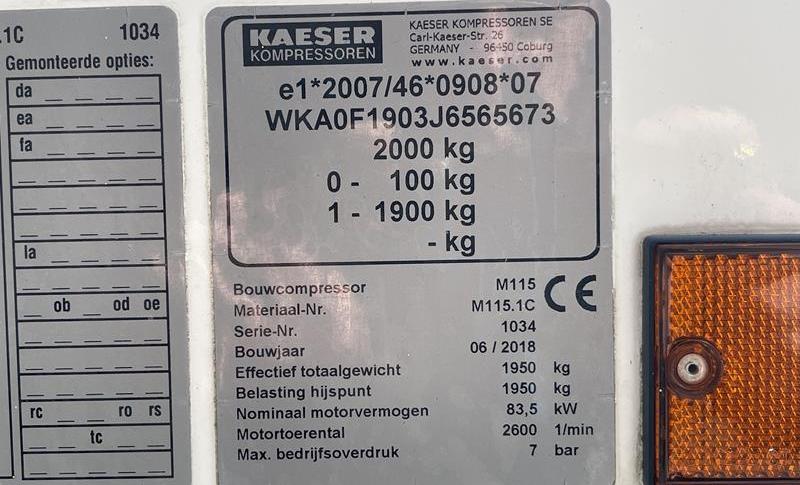 .1C 1034
Gemonteerde opties:
da
ea
fa
la
ob od oe
rc ro rs
tc
KAESER
KOMPRESSOREN
KAESER KOMPRESSOREN SE
Carl-Kaeser-Str. 26
GERMANY - 96450 Coburg
www.kaeser.com
e1*2007/46*0908*07
WKA0F1903J6565673
2000 kg
0 - 100 kg
1 - 1900 kg
- kg
Bouwcompressor M115
Materiaal-Nr. M115.1C
Serie-Nr. 1034
Bouwjaar 06 / 2018
Effectief totaalgewicht 1950 kg
Belasting hijspunt 1950 kg
Nominaal motorvermogen 83,5 kW
Motortoerental 2600 1/min
Max. bedrijfsoverdruk 7 bar
CE